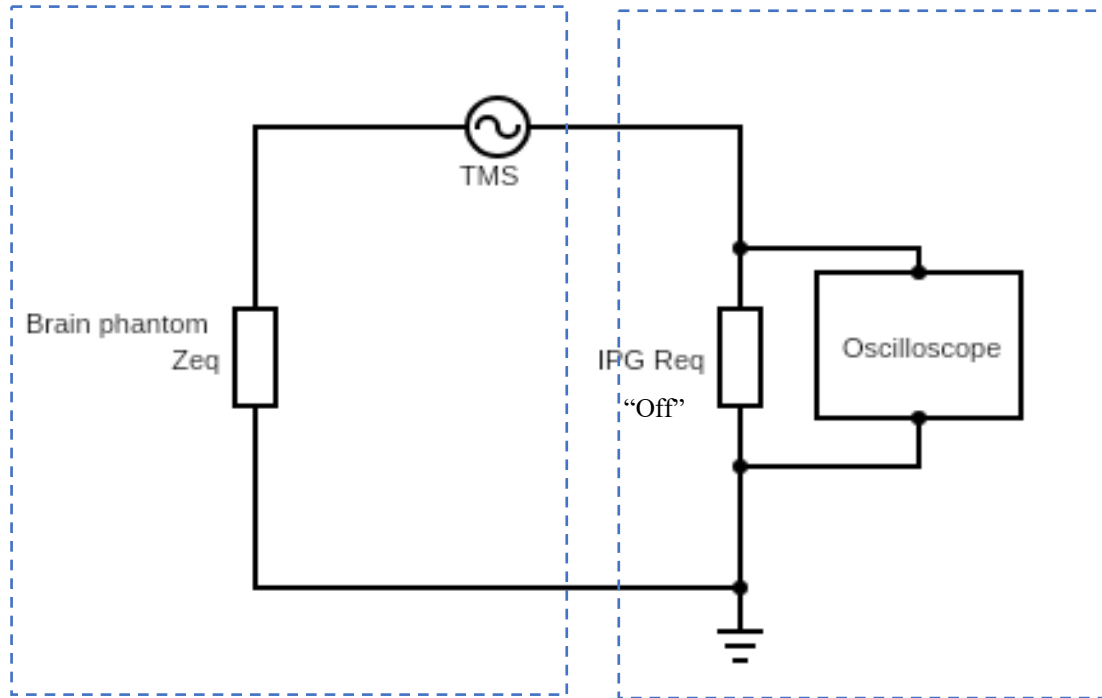 TMS
Brain phantom
Zeq
IPG Req
“Off”
Oscilloscope